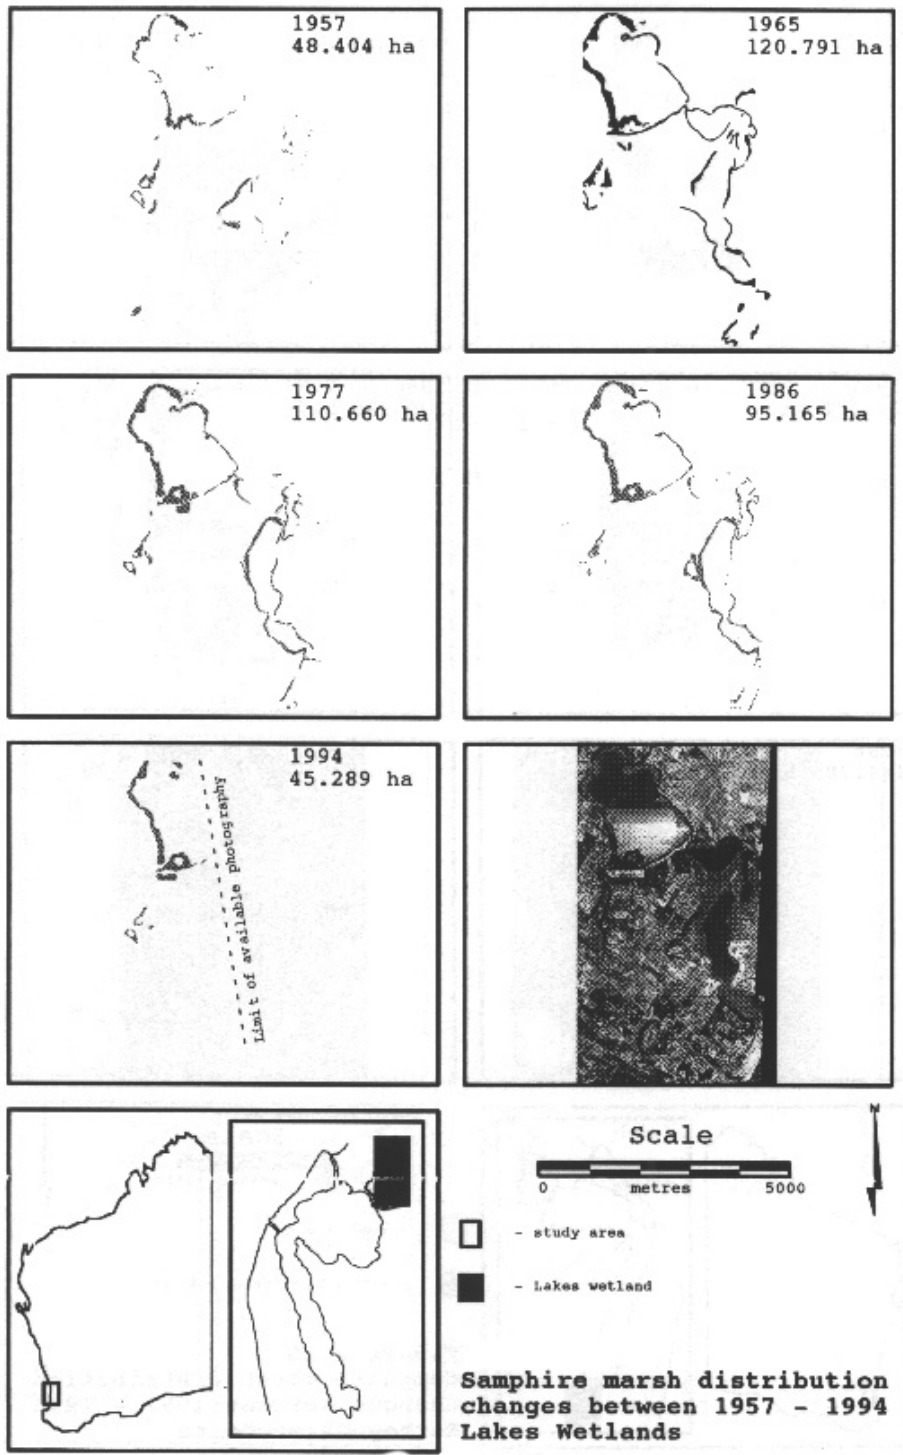 1957
48.404 ha
1965
120.791 ha
1977
110.660 ha
1986
95.165 ha
1994
45.289 ha
Limit of available photography
N
Scale
0 metres 5000
- study area
- Lakes wetland
Samphire marsh distribution
changes between 1957 - 1994
Lakes Wetlands